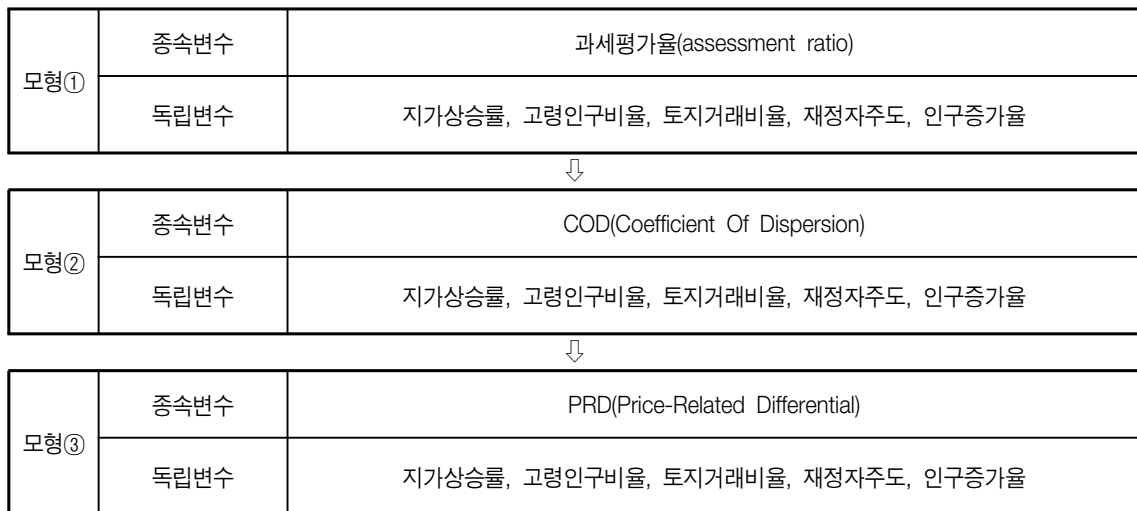 모형① 종속변수 과세평가율(assessment ratio)
독립변수 지가상승률, 고령인구비율, 토지거래비율, 재정자주도, 인구증가율
⇩
모형② 종속변수 COD(Coefficient Of Dispersion)
독립변수 지가상승률, 고령인구비율, 토지거래비율, 재정자주도, 인구증가율
⇩
모형③ 종속변수 PRD(Price-Related Differential)
독립변수 지가상승률, 고령인구비율, 토지거래비율, 재정자주도, 인구증가율